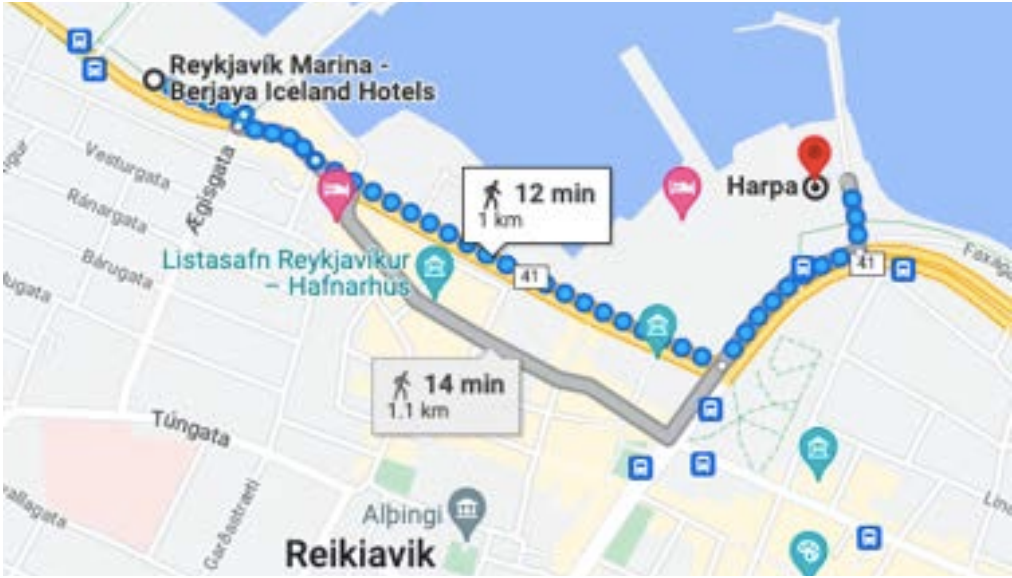 Reykjavík Marina -
Berjaya Iceland Hotels
Vesturgata
Ægisgata
Ránargata
Bárugata
12 min
1 km
Harpa
41
41
Listasafn Reykjavíkur
– Hafnarhús
14 min
1.1 km
Túngata
Garðastræti
Alþingi
Reikiavik